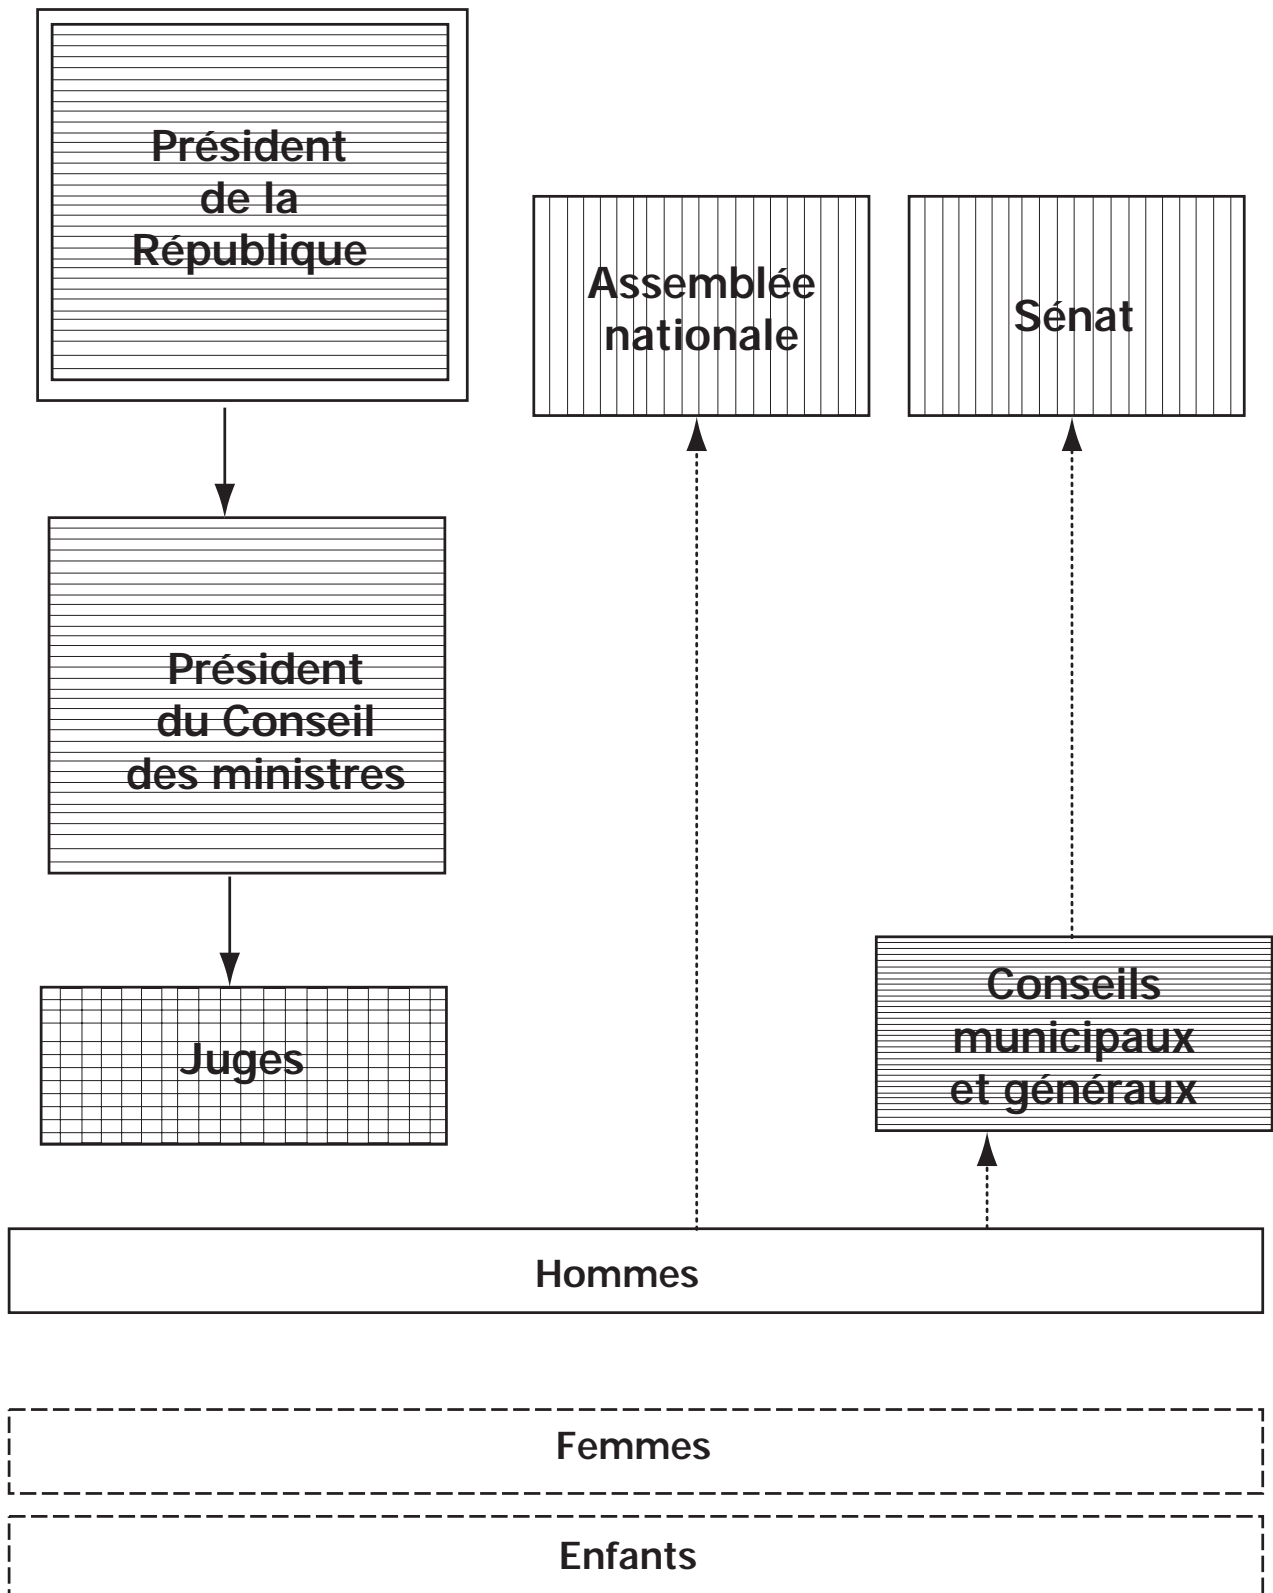 Président
de la
République
Assemblée
nationale
Sénat
Président
du Conseil
des ministres
Juges
Conseils
municipaux
et généraux
Hommes
Femmes
Enfants